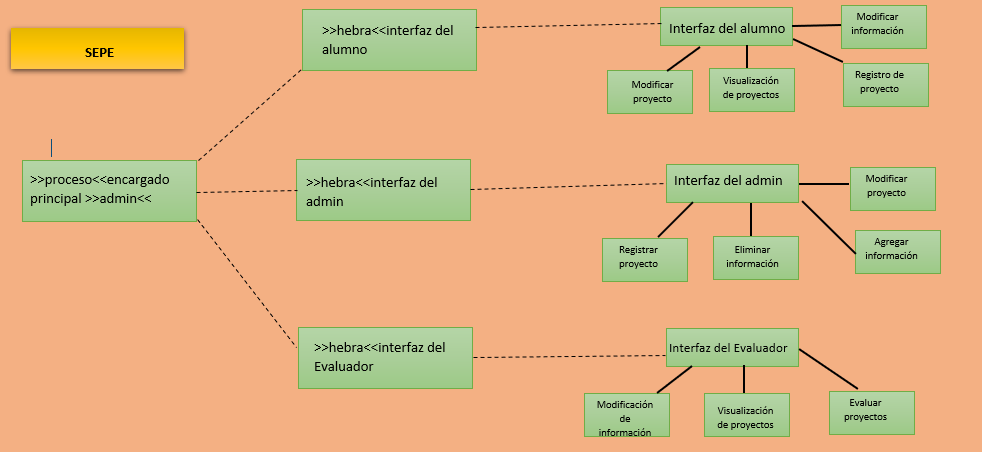 SEPE
>>proceso<<encargado
principal >>admin<<
>>hebra<<interfaz del
alumno
Interfaz del alumno
Modificar
información
Modificar
proyecto
Visualización
de proyectos
Registro de
proyecto
>>hebra<<interfaz del
admin
Interfaz del admin
Modificar
proyecto
Registrar
proyecto
Eliminar
información
Agregar
información
>>hebra<<interfaz del
Evaluador
Interfaz del Evaluador
Modificación
de
información
Visualización
de proyectos
Evaluar
proyectos